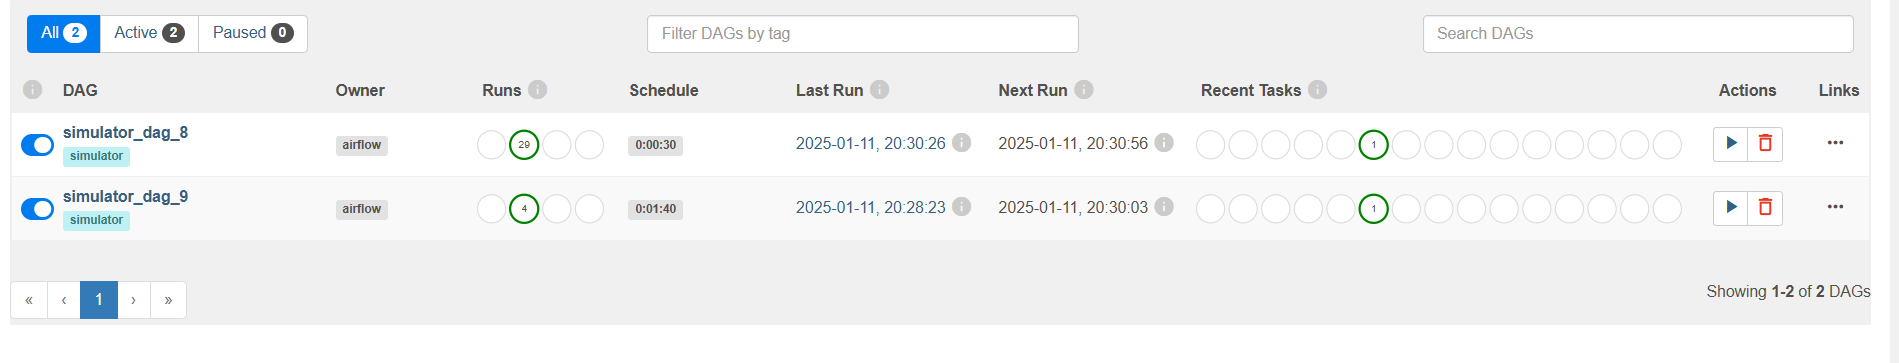 All 2 Active 2 Paused 0 Filter DAGs by tag Search DAGs
DAG Owner Runs Schedule Last Run Next Run Recent Tasks Actions Links
simulator_dag_8
simulator
airflow 29 0:00:30 2025-01-11, 20:30:26 2025-01-11, 20:30:56 1
simulator_dag_9
simulator
airflow 4 0:01:40 2025-01-11, 20:28:23 2025-01-11, 20:30:03 1
« ‹ 1 › »
Showing 1-2 of 2 DAGs